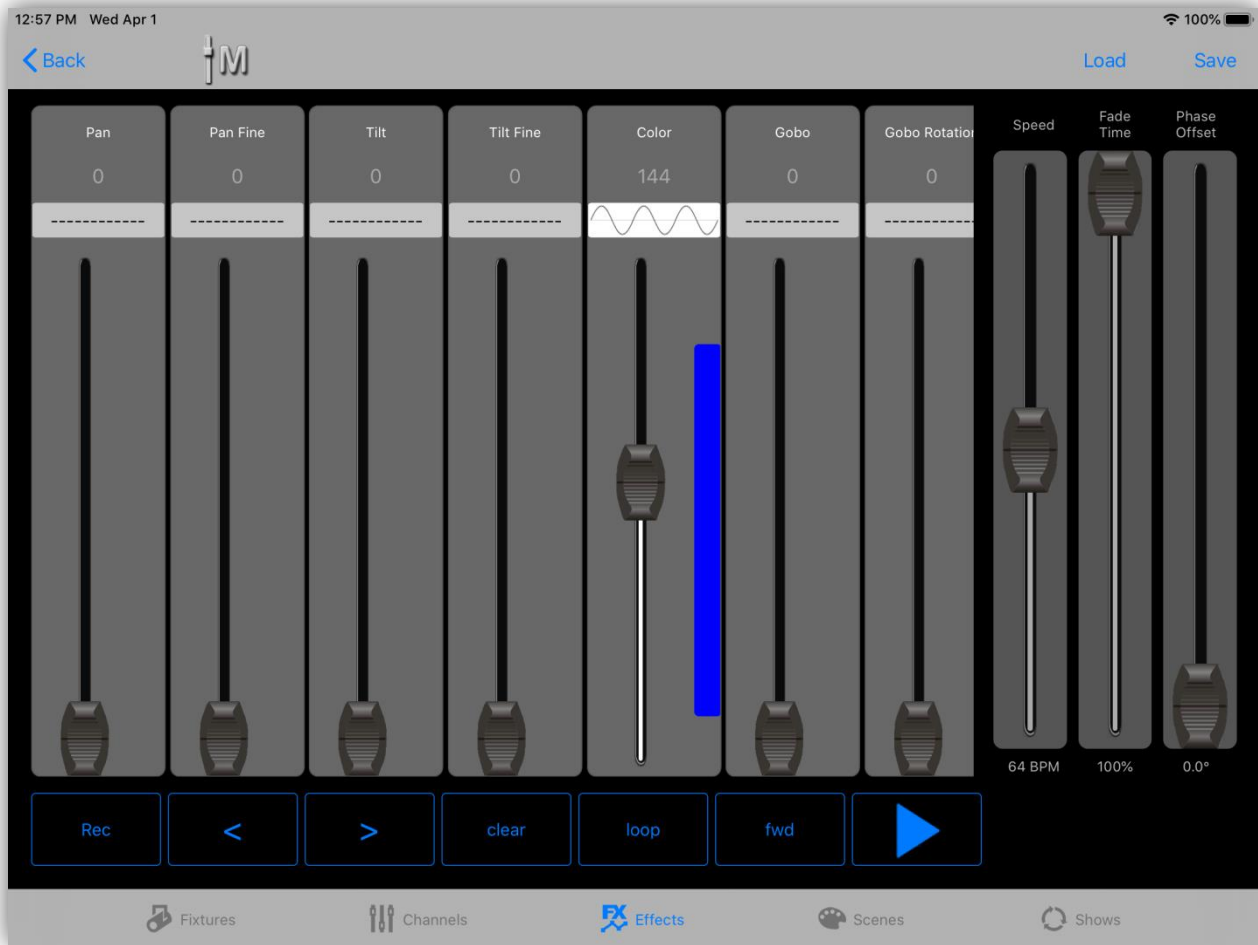 12:57 PM Wed Apr 1
100%
Back
M
Load
Save
Pan
Pan Fine
Tilt
Tilt Fine
Color
Gobo
Gobo Rotation
Speed
Fade
Time
Phase
Offset
0
0
0
0
144
0
0
------------
------------
------------
------------
------------
------------
64 BPM
100%
0.0°
Rec
<
>
clear
loop
fwd
Fixtures
Channels
FX
Effects
Scenes
Shows